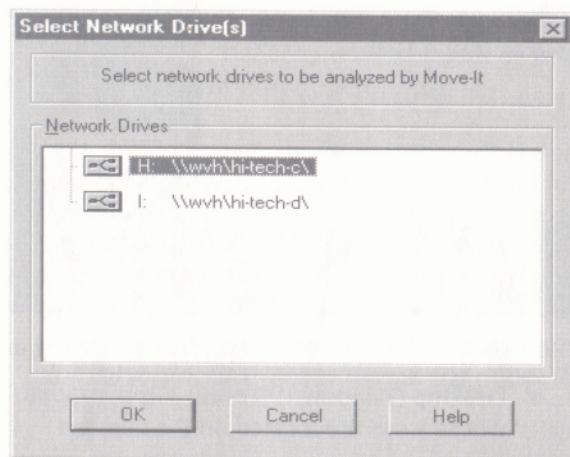 Select Network Drive(s)
Select network drives to be analyzed by Move-It
Network Drives
H: \\wvh\hi-tech-c\
I: \\wvh\hi-tech-d\
OK Cancel Help